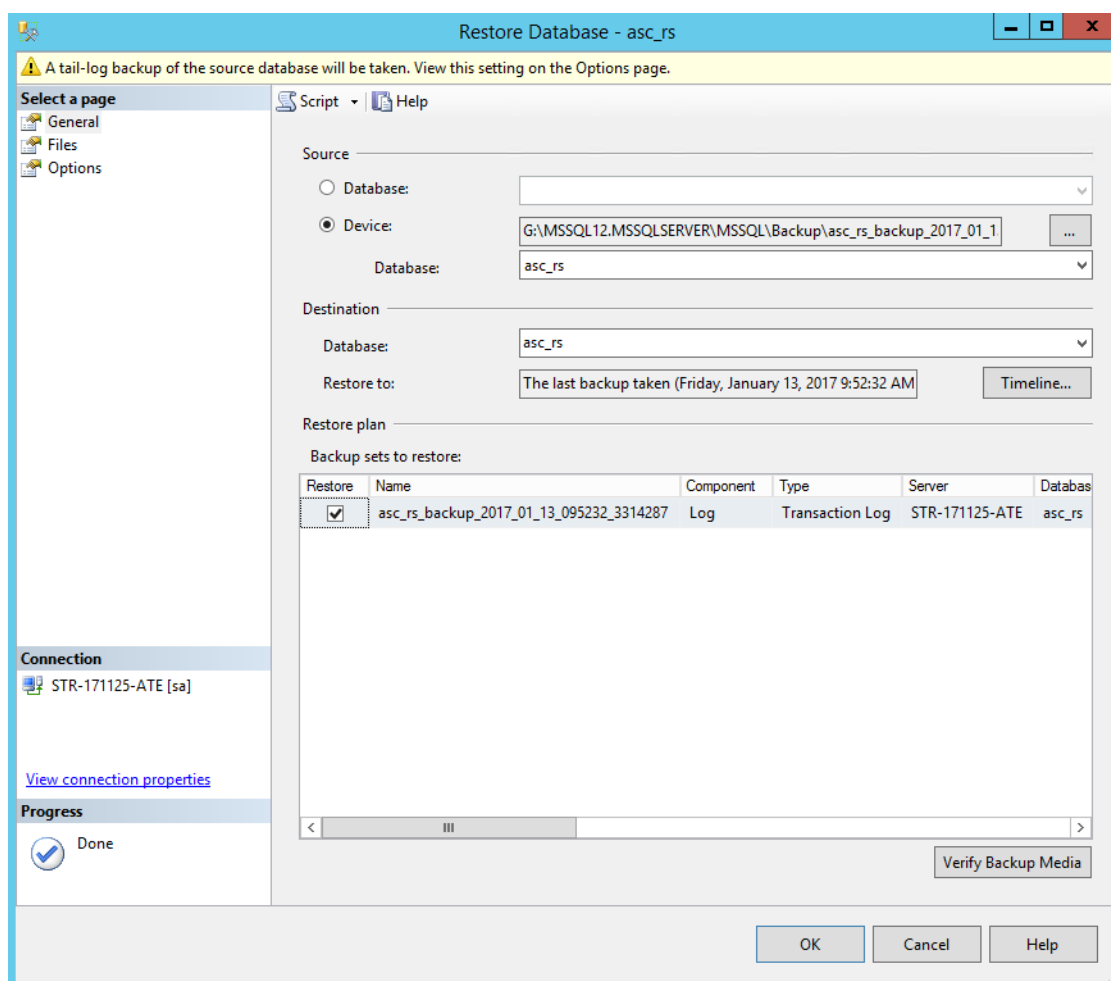 Restore Database - asc_rs
A tail-log backup of the source database will be taken. View this setting on the Options page.
Select a page
General
Files
Options
Script Help
Source
Database:
Device: G:\MSSQL12.MSSQLSERVER\MSSQL\Backup\asc_rs_backup_2017_01_1 ...
Database: asc_rs
Destination
Database: asc_rs
Restore to: The last backup taken (Friday, January 13, 2017 9:52:32 AM Timeline...
Restore plan
Backup sets to restore:
Restore Name Component Type Server Databas
asc_rs_backup_2017_01_13_095232_3314287 Log Transaction Log STR-171125-ATE asc_rs
Connection
STR-171125-ATE [sa]
View connection properties
Progress
Done
Verify Backup Media
OK Cancel Help